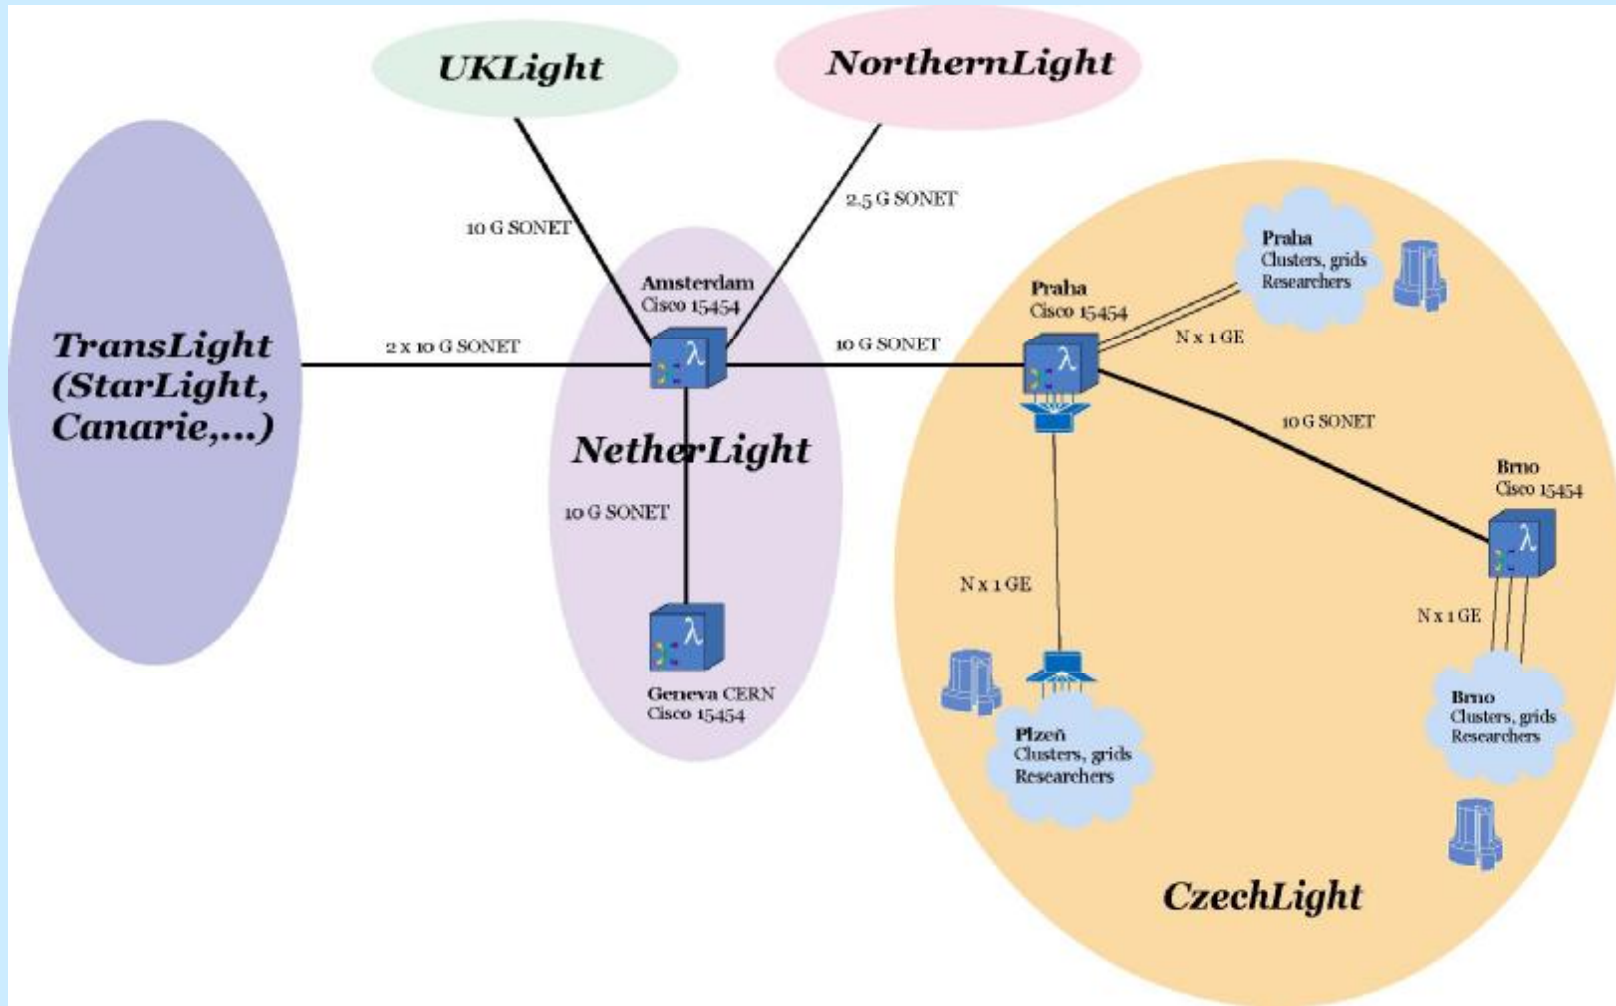 UKLight
NorthernLight
2.5 G SONET
10 G SONET
Praha
Clusters, grids
Researchers
Amsterdam
Cisco 15454
Praha
Cisco 15454
N x 1 GE
TransLight
(StarLight,
Canarie,...)
2 x 10 G SONET
λ
10 G SONET
λ
10 G SONET
NetherLight
Brno
Cisco 15454
10 G SONET
λ
N x 1 GE
N x 1 GE
λ
Geneva CERN
Cisco 15454
Plzeň
Clusters, grids
Researchers
Brno
Clusters, grids
Researchers
CzechLight